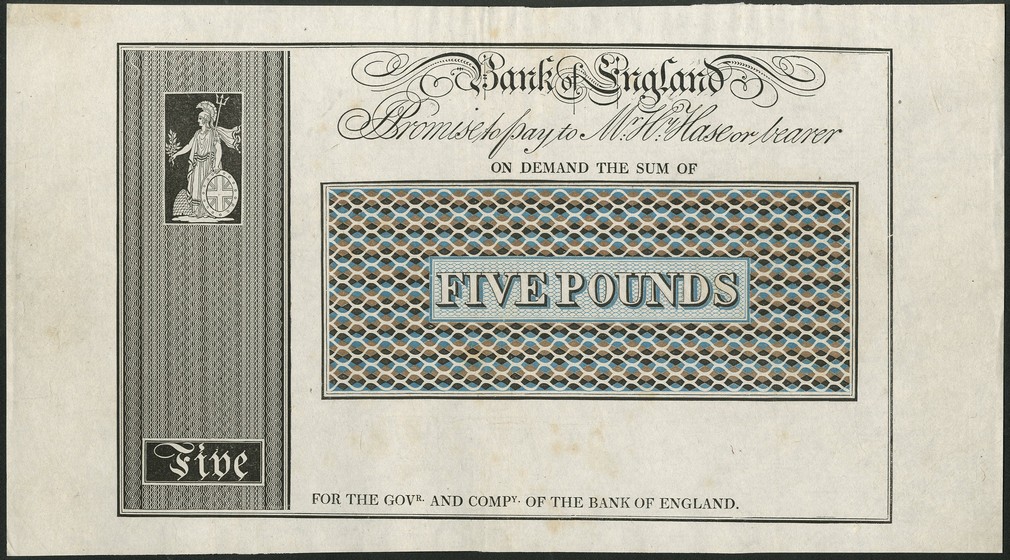 Bank of England
Promise to pay to Mr. Hy. Hase or bearer
ON DEMAND THE SUM OF
FIVE POUNDS
Five
FOR THE GOVR. AND COMPY. OF THE BANK OF ENGLAND.